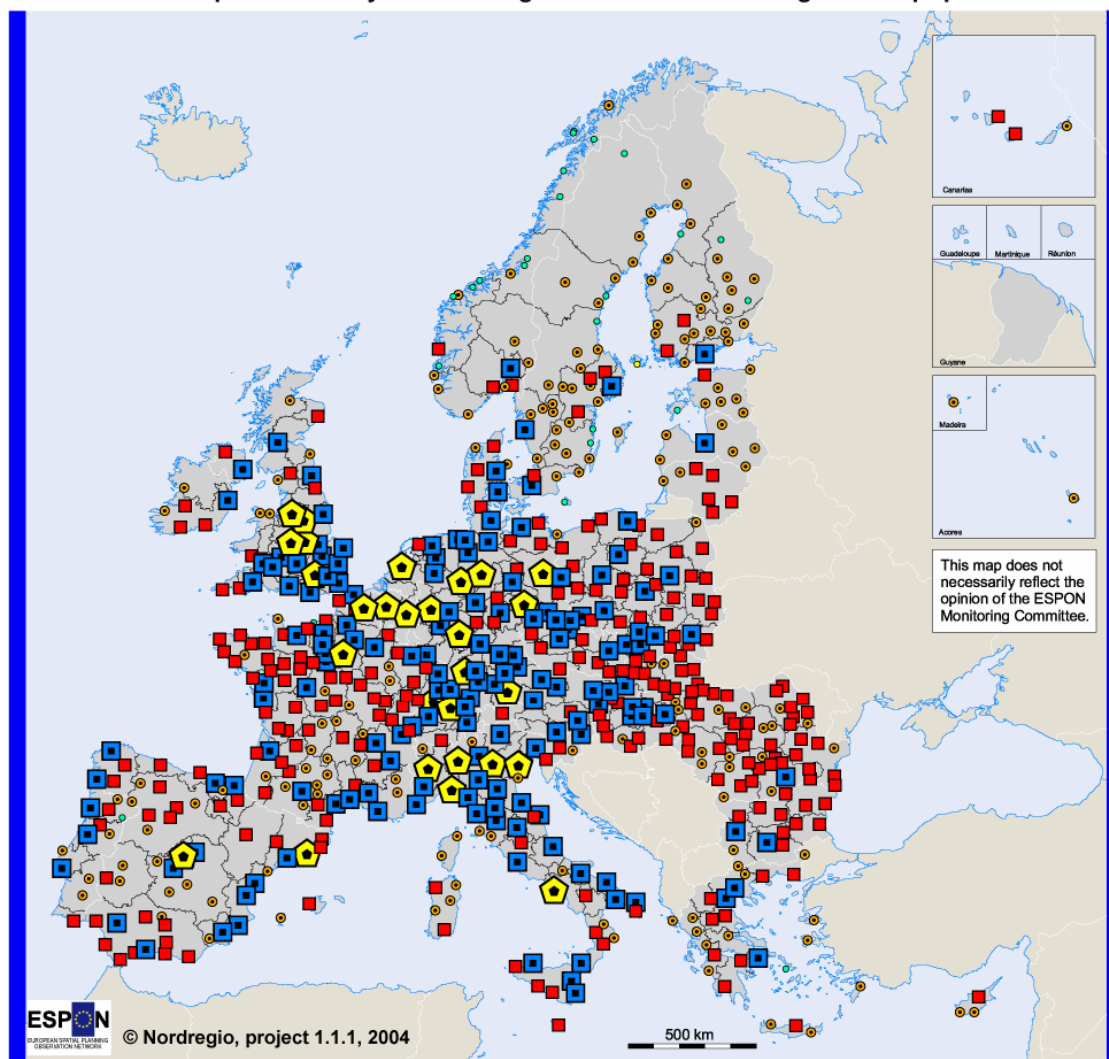 Canarias
Guadeloupe Martinique Réunion
Guyane
Madeira
Acores
This map does not
necessarily reflect the
opinion of the ESPON
Monitoring Committee.
500 km
ESPON
EUROPEAN SPATIAL PLANNING
OBSERVATION NETWORK
© Nordregio, project 1.1.1, 2004